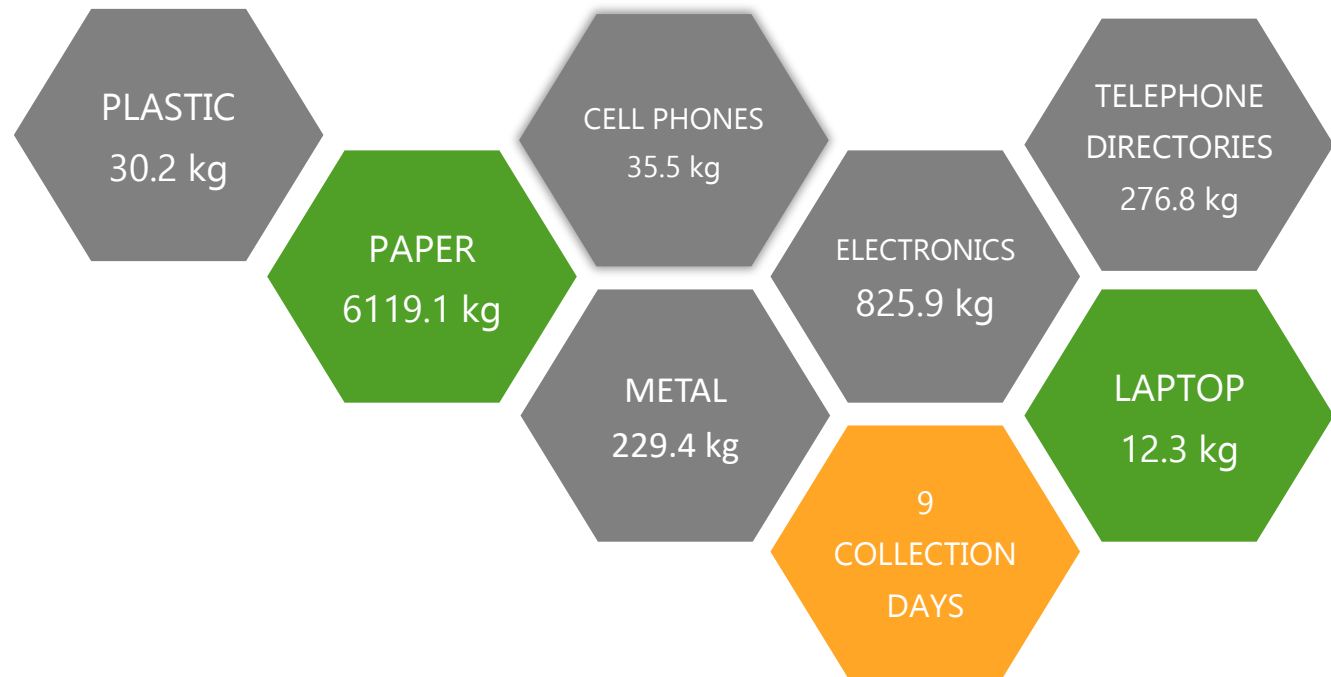 PLASTIC
30.2 kg
PAPER
6119.1 kg
CELL PHONES
35.5 kg
METAL
229.4 kg
ELECTRONICS
825.9 kg
9
COLLECTION
DAYS
TELEPHONE
DIRECTORIES
276.8 kg
LAPTOP
12.3 kg